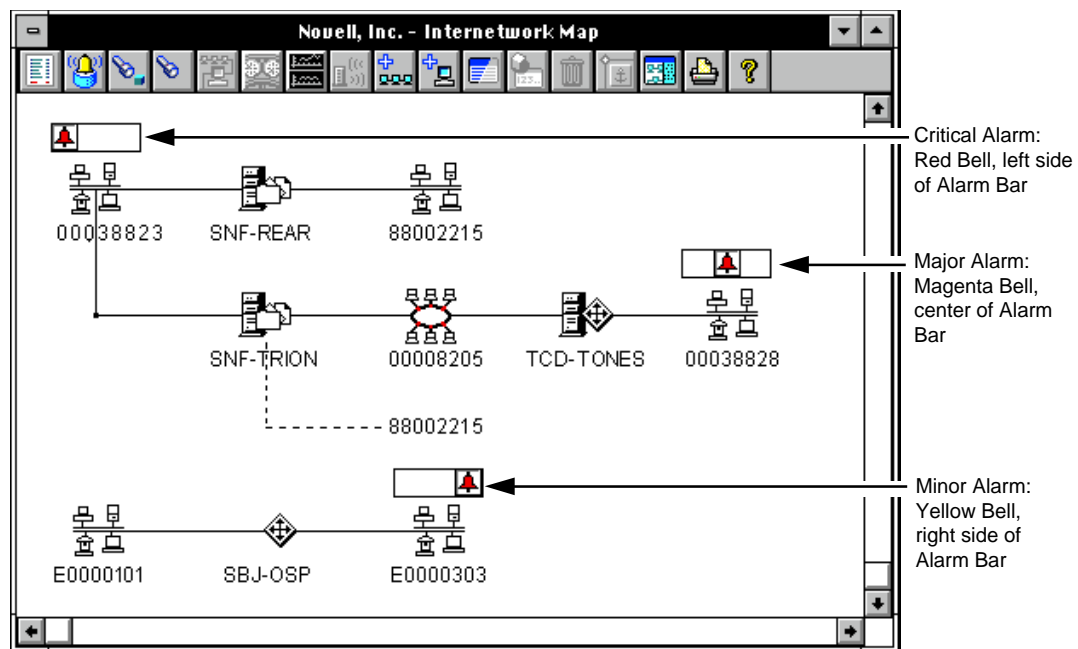 Novell, Inc. - Internetwork Map
123..
Critical Alarm:
Red Bell, left side
of Alarm Bar
00038823 SNF-REAR 88002215
Major Alarm:
Magenta Bell,
center of Alarm
Bar
SNF-TRION 00008205 TCD-TONES 00038828
88002215
Minor Alarm:
Yellow Bell,
right side of
Alarm Bar
E0000101 SBJ-OSP E0000303